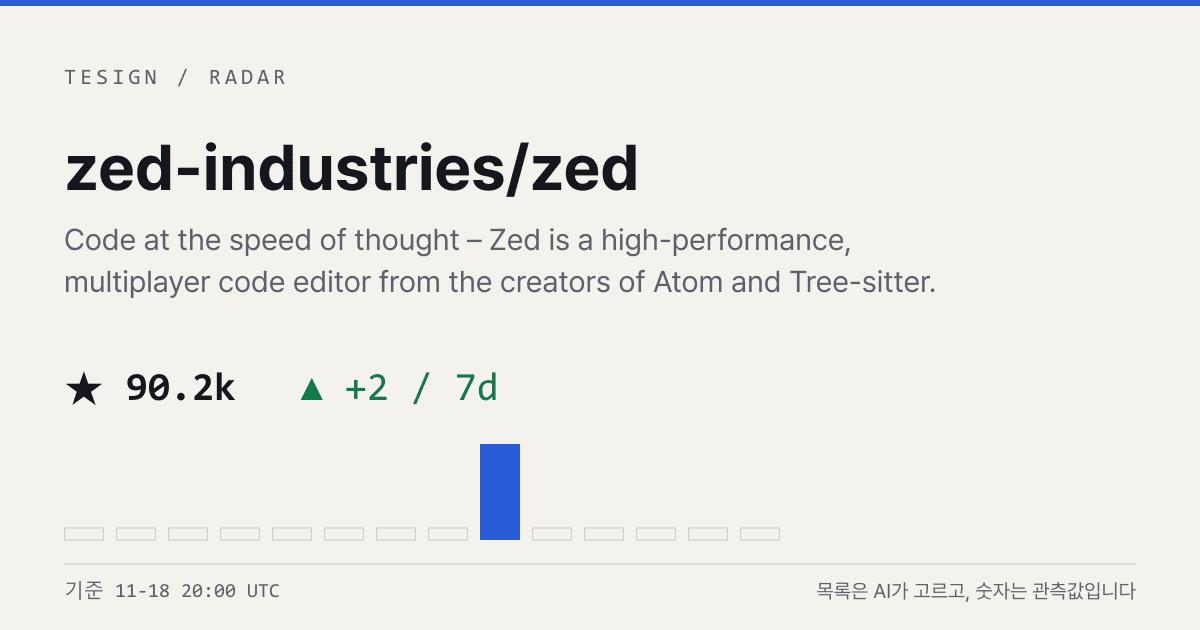 TESIGN / RADAR
zed-industries/zed
Code at the speed of thought – Zed is a high-performance,
multiplayer code editor from the creators of Atom and Tree-sitter.
★ 90.2k ▲ +2 / 7d
기준 11-18 20:00 UTC
목록은 AI가 고르고, 숫자는 관측값입니다